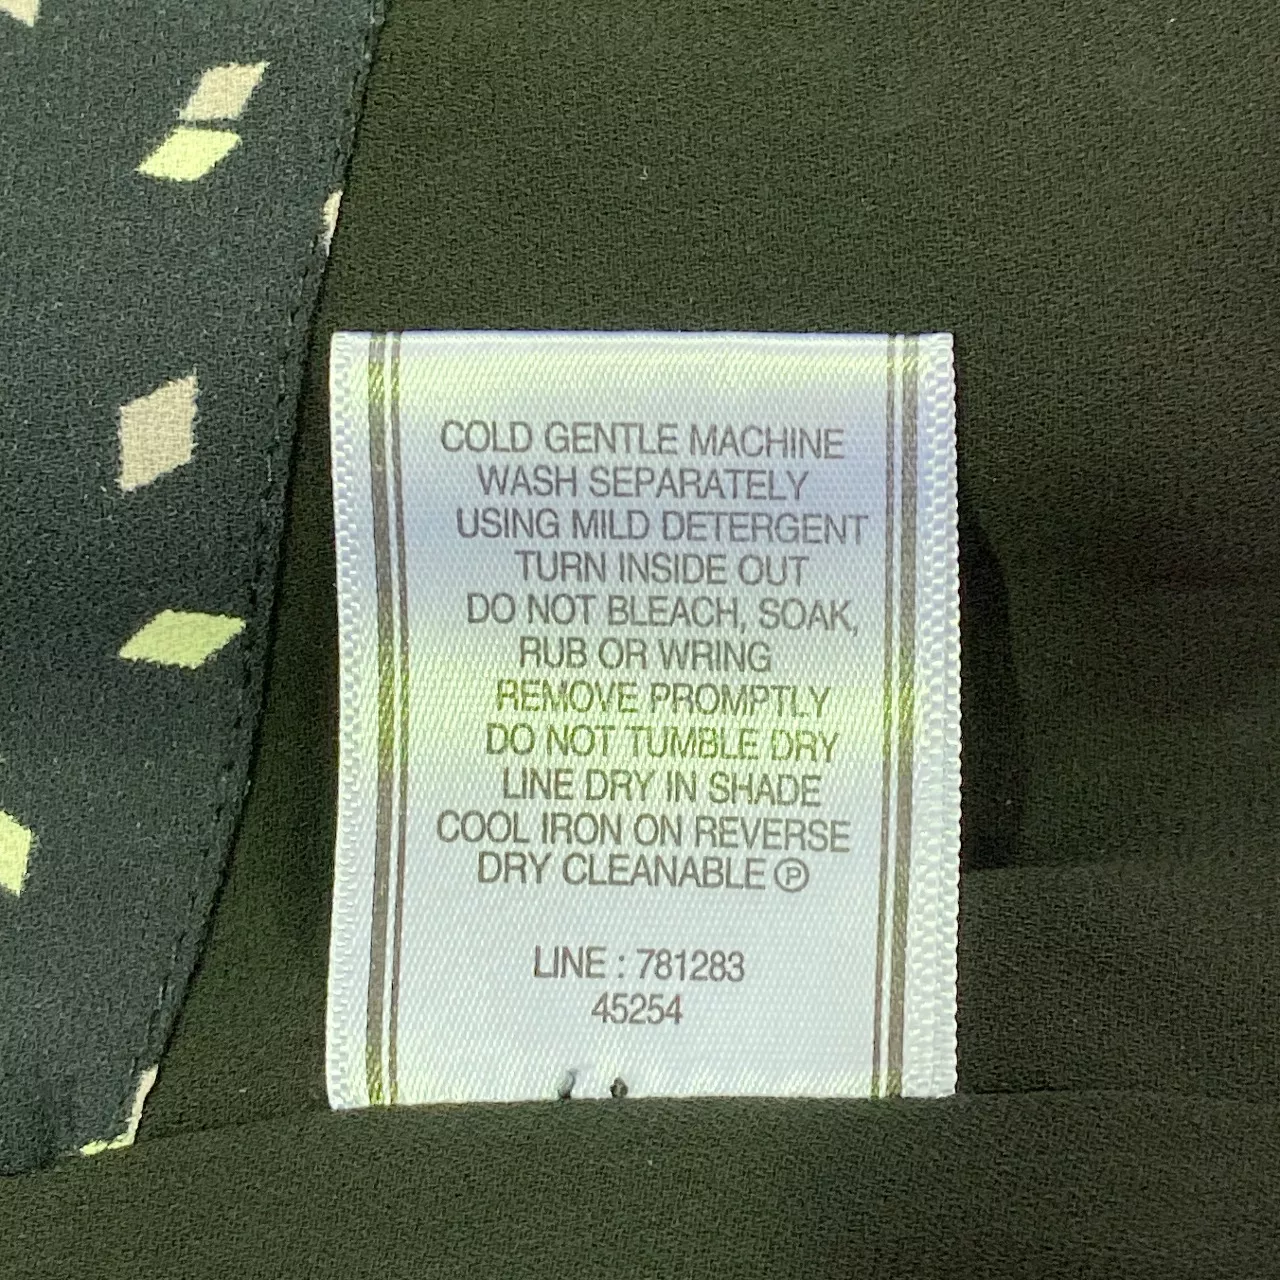 COLD GENTLE MACHINE
WASH SEPARATELY
USING MILD DETERGENT
TURN INSIDE OUT
DO NOT BLEACH, SOAK,
RUB OR WRING
REMOVE PROMPTLY
DO NOT TUMBLE DRY
LINE DRY IN SHADE
COOL IRON ON REVERSE
DRY CLEANABLE Ⓟ
LINE : 781283
45254